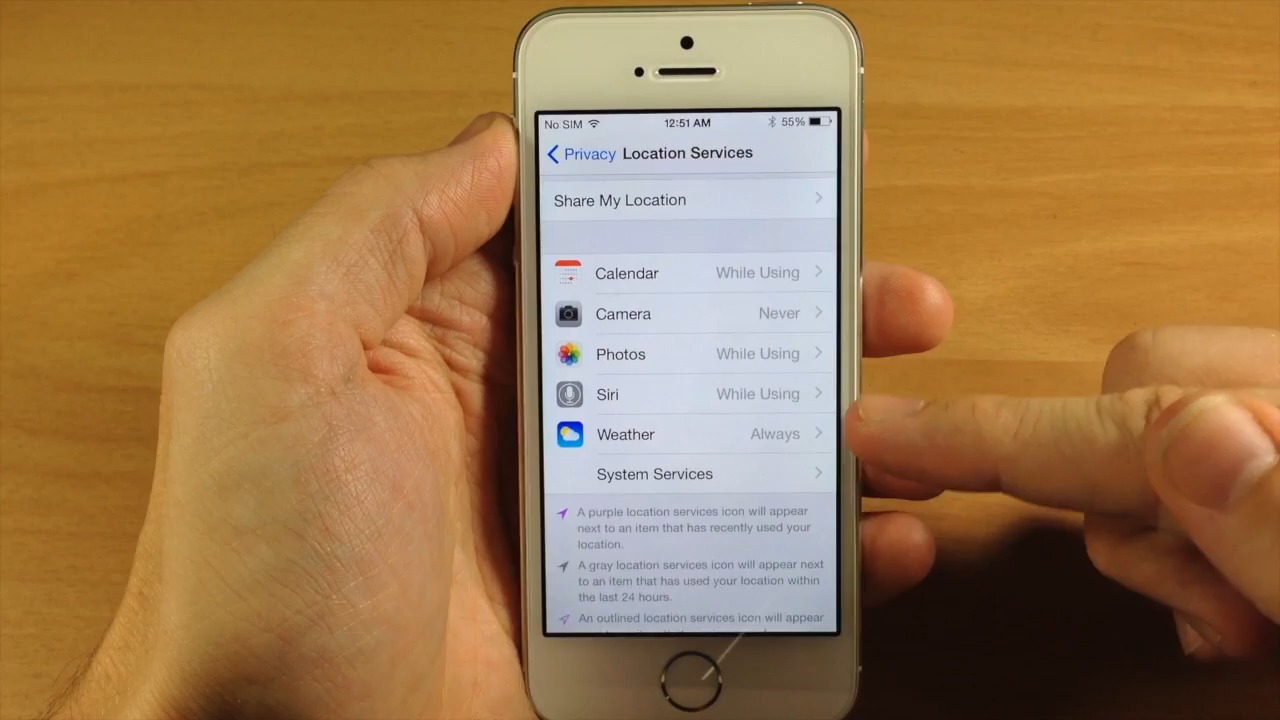 No SIM 12:51 AM 55%
Privacy Location Services
Share My Location
Calendar While Using
Camera Never
Photos While Using
Siri While Using
Weather Always
System Services
A purple location services icon will appear
next to an item that has recently used your
location.
A gray location services icon will appear next
to an item that has used your location within
the last 24 hours.
An outlined location services icon will appear